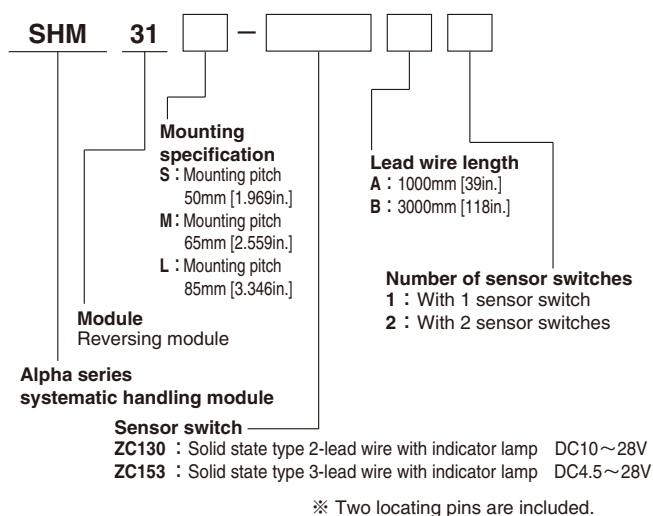 SHM 31 –
Mounting
specification
S：Mounting pitch
50mm [1.969in.]
M：Mounting pitch
65mm [2.559in.]
L：Mounting pitch
85mm [3.346in.]
Lead wire length
A：1000mm [39in.]
B：3000mm [118in.]
Number of sensor switches
1：With 1 sensor switch
2：With 2 sensor switches
Module
Reversing module
Alpha series
systematic handling module
Sensor switch
ZC130：Solid state type 2-lead wire with indicator lamp DC10～28V
ZC153：Solid state type 3-lead wire with indicator lamp DC4.5～28V
※ Two locating pins are included.